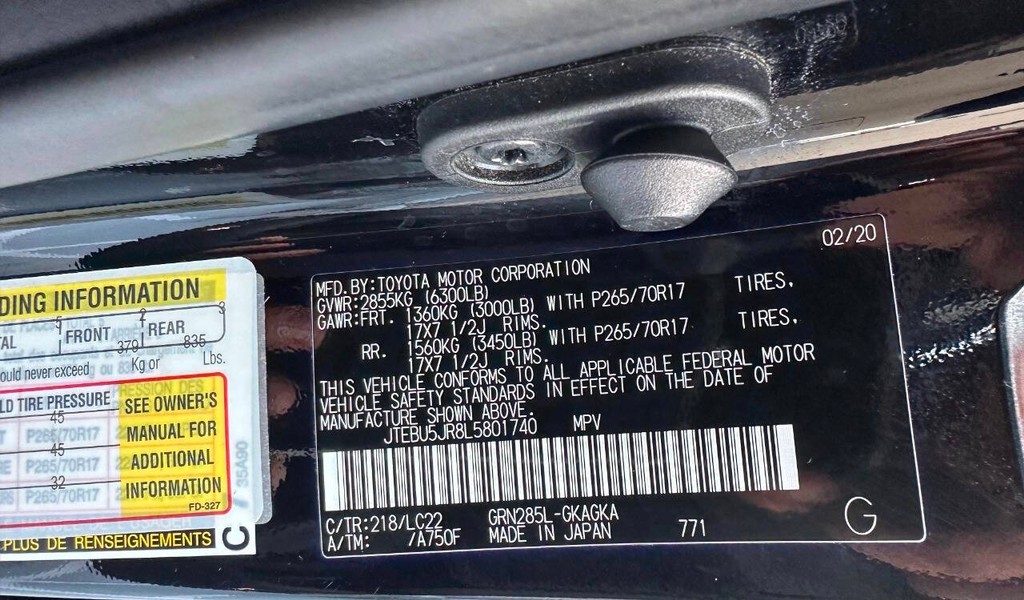 DING INFORMATION
TAL
5
FRONT
2
REAR
3
ould never exceed
379
Kg or
835
Lbs.
LD TIRE PRESSURE
SEE OWNER'S
MANUAL FOR
ADDITIONAL
INFORMATION
45
P265/70R17
45
P265/70R17
32
P265/70R17
FD-327
PLUS DE RENSEIGNEMENTS
C
35A90
02/20
MFD. BY: TOYOTA MOTOR CORPORATION
GVWR: 2855KG (6300LB)
GAWR: FRT. 1360KG (3000LB) WITH P265/70R17 TIRES,
17X7 1/2J RIMS.
RR. 1560KG (3450LB) WITH P265/70R17 TIRES,
17X7 1/2J RIMS.
THIS VEHICLE CONFORMS TO ALL APPLICABLE FEDERAL MOTOR
VEHICLE SAFETY STANDARDS IN EFFECT ON THE DATE OF
MANUFACTURE SHOWN ABOVE.
JTEBU5JR8L5801740 MPV
C/TR: 218/LC22 GRN285L-GKAGKA
A/TM: /A750F MADE IN JAPAN 771
G